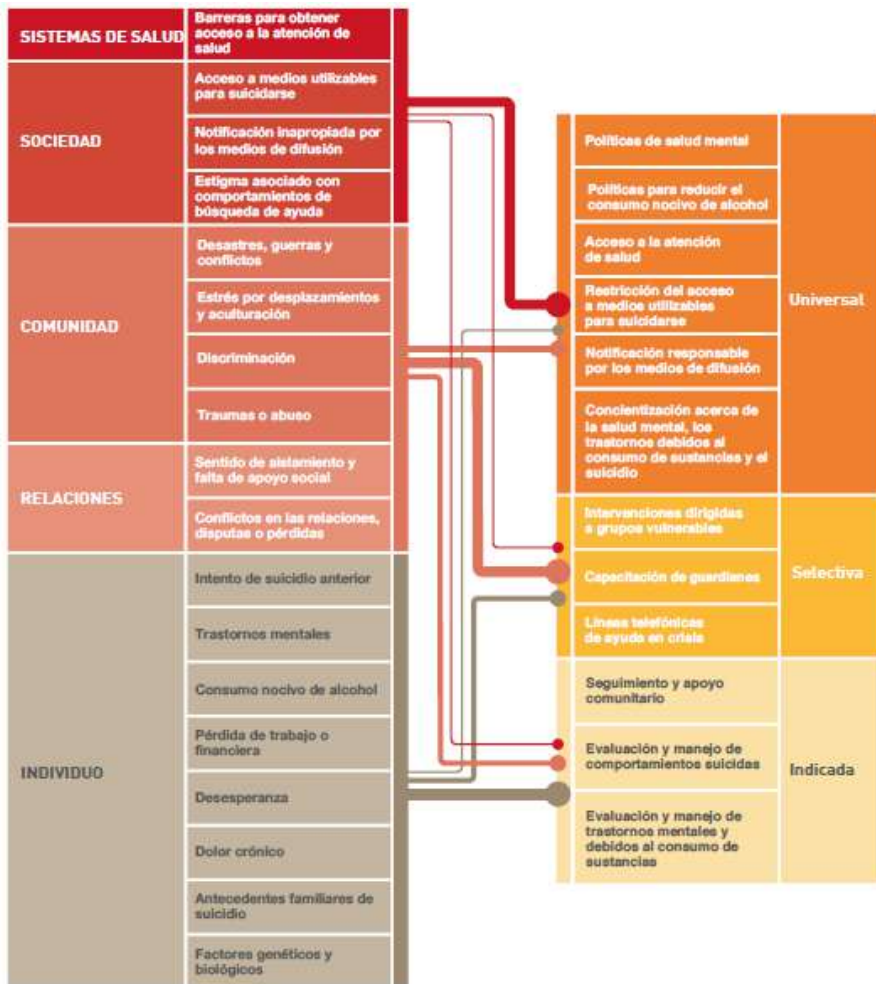 SISTEMAS DE SALUD
Barreras para obtener
acceso a la atención de
salud
SOCIEDAD
Acceso a medios utilizables
para suicidarse
Notificación inapropiada por
los medios de difusión
Estigma asociado con
comportamientos de
búsqueda de ayuda
COMUNIDAD
Desastres, guerras y
conflictos
Estrés por desplazamientos
y aculturación
Discriminación
Traumas o abuso
RELACIONES
Sentido de aislamiento y
falta de apoyo social
Conflictos en las relaciones,
disputas o pérdidas
INDIVIDUO
Intento de suicidio anterior
Trastornos mentales
Consumo nocivo de alcohol
Pérdida de trabajo o
financiera
Desesperanza
Dolor crónico
Antecedentes familiares de
suicidio
Factores genéticos y
biológicos
Políticas de salud mental
Políticas para reducir el
consumo nocivo de alcohol
Acceso a la atención
de salud
Restricción del acceso
a medios utilizables
para suicidarse
Notificación responsable
por los medios de difusión
Concientización acerca de
la salud mental, los
trastornos debidos al
consumo de sustancias y el
suicidio
Universal
Intervenciones dirigidas
a grupos vulnerables
Capacitación de guardianes
Líneas telefónicas
de ayuda en crisis
Selectiva
Seguimiento y apoyo
comunitario
Evaluación y manejo de
comportamientos suicidas
Evaluación y manejo de
trastornos mentales y
debidos al consumo de
sustancias
Indicada